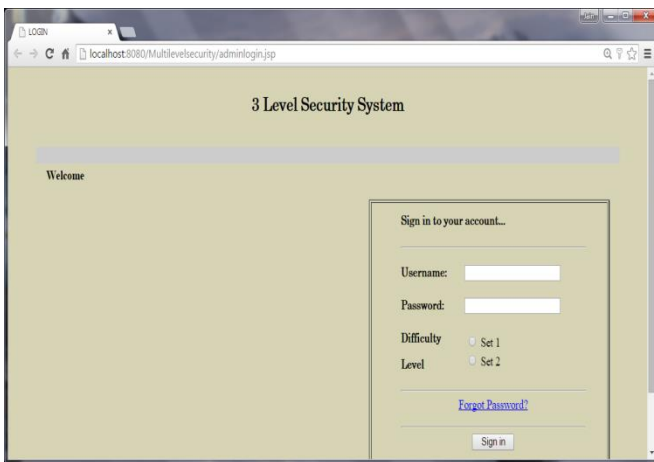 LOGIN
localhost:8080/Multilevelsecurity/adminlogin.jsp
3 Level Security System
Welcome
Sign in to your account...
Username:
Password:
Difficulty
Level
Set 1
Set 2
Forgot Password?
Sign in